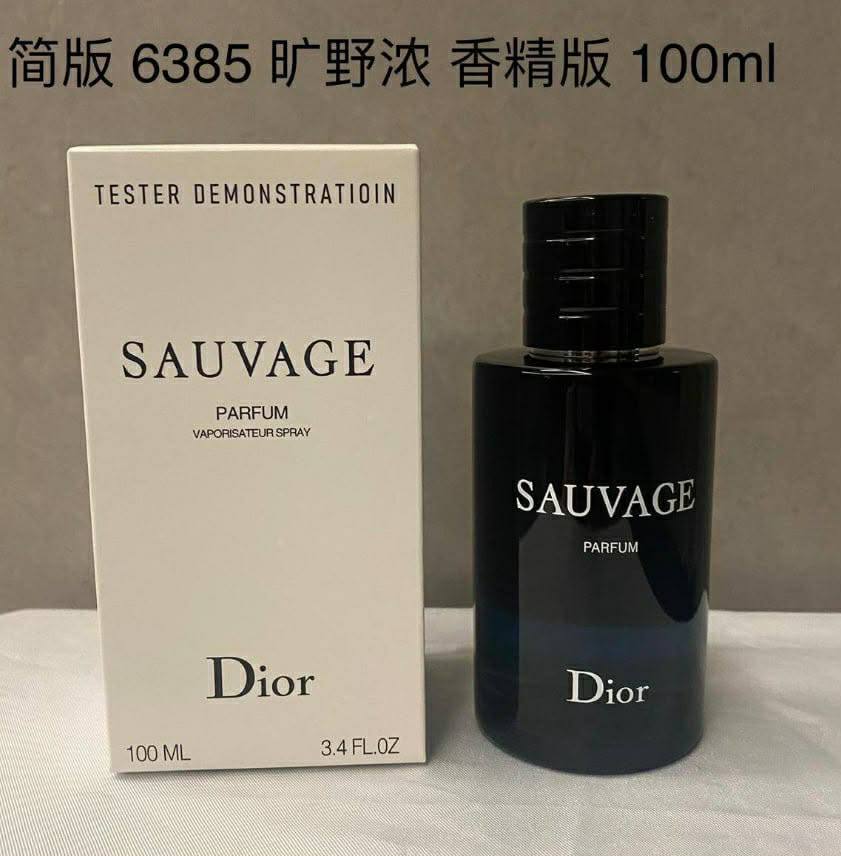 简版 6385 旷野浓 香精版 100ml
TESTER DEMONSTRATIOIN
SAUVAGE
PARFUM
VAPORISATEUR SPRAY
Dior
100 ML 3.4 FL.OZ
SAUVAGE
PARFUM
Dior